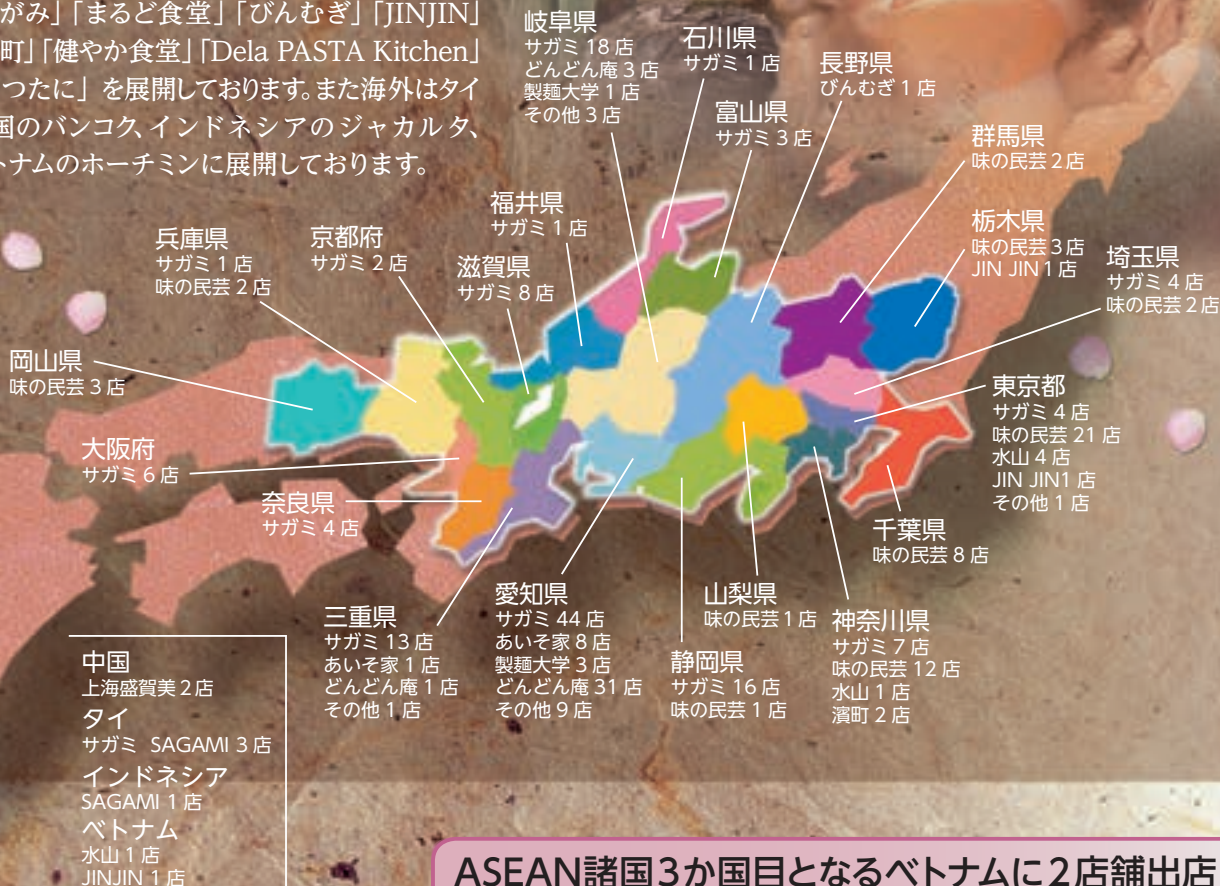 がみ」「まるど食堂」「びんむぎ」「JINJIN」
町」「健やか食堂」「Dela PASTA Kitchen」
つたに」を展開しております。また海外はタイ
国のバンコク、インドネシアのジャカルタ、
トナムのホーチミンに展開しております。
岐阜県
サガミ 18 店
どんどん庵 3 店
製麺大学 1 店
その他 3 店
石川県
サガミ 1 店
富山県
サガミ 3 店
長野県
びんむぎ 1 店
群馬県
味の民芸 2 店
栃木県
味の民芸 3 店
JIN JIN 1 店
埼玉県
サガミ 4 店
味の民芸 2 店
福井県
サガミ 1 店
兵庫県
サガミ 1 店
味の民芸 2 店
京都府
サガミ 2 店
滋賀県
サガミ 8 店
岡山県
味の民芸 3 店
大阪府
サガミ 6 店
奈良県
サガミ 4 店
東京都
サガミ 4 店
味の民芸 21 店
水山 4 店
JIN JIN1 店
その他 1 店
千葉県
味の民芸 8 店
三重県
サガミ 13 店
あいそ家 1 店
どんどん庵 1 店
その他 1 店
愛知県
サガミ 44 店
あいそ家 8 店
製麺大学 3 店
どんどん庵 31 店
その他 9 店
静岡県
サガミ 16 店
味の民芸 1 店
山梨県
味の民芸 1 店
神奈川県
サガミ 7 店
味の民芸 12 店
水山 1 店
濱町 2 店
中国
上海盛賀美 2 店
タイ
サガミ SAGAMI 3 店
インドネシア
SAGAMI 1 店
ベトナム
水山 1 店
JINJIN 1 店
ASEAN諸国3か国目となるベトナムに2店舗出店